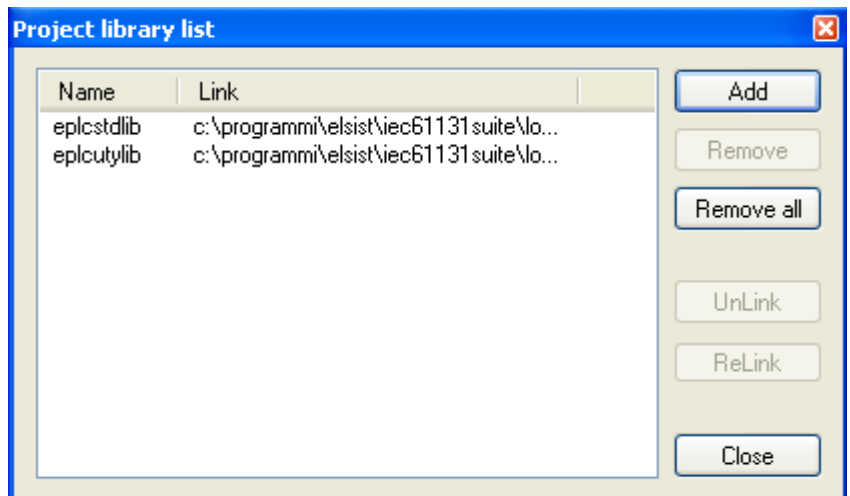 Project library list
Name Link
eplcstdlib c:\programmi\elsist\iec61131suite\lo...
eplcutylib c:\programmi\elsist\iec61131suite\lo...
Add
Remove
Remove all
UnLink
ReLink
Close